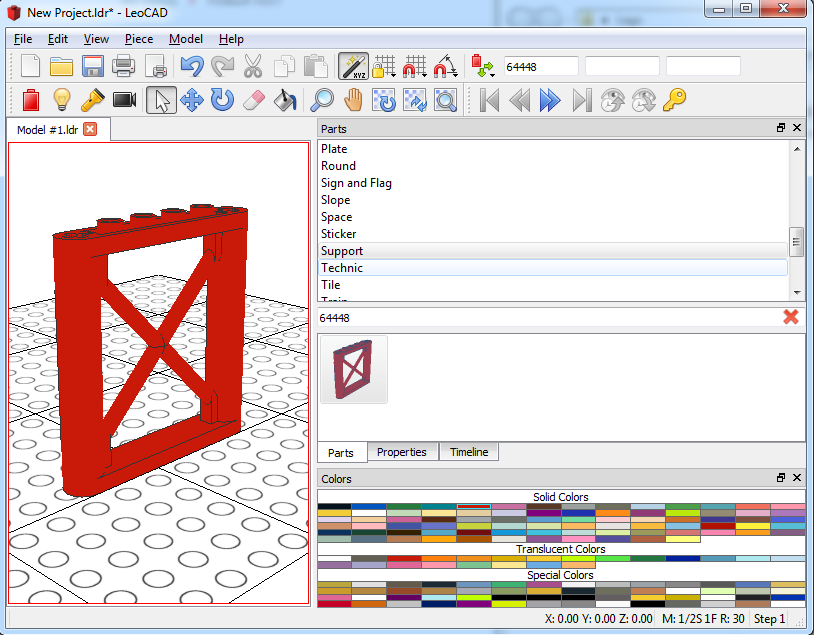 New Project.ldr* - LeoCAD
File Edit View Piece Model Help
XYZ
64448
Model #1.ldr
Parts
Plate
Round
Sign and Flag
Slope
Space
Sticker
Support
Technic
Tile
Train
64448
Parts Properties Timeline
Colors
Solid Colors
Translucent Colors
Special Colors
X: 0.00 Y: 0.00 Z: 0.00 M: 1/2S 1F R: 30 Step 1